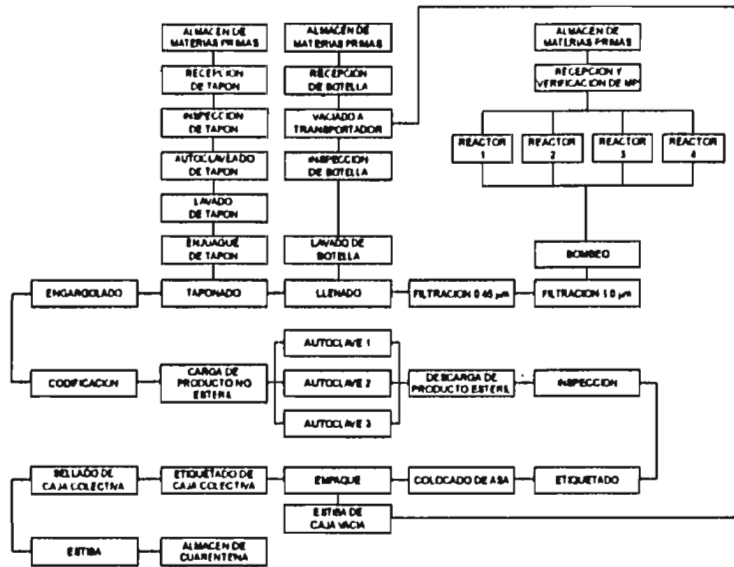 ALMACÉN DE
MATERIAS PRIMAS
ALMACÉN DE
MATERIAS PRIMAS
ALMACÉN DE
MATERIAS PRIMAS
RECEPCION
DE TAPON
RECEPCIÓN
DE BOTELLA
RECEPCION Y
VERIFICACION DE MP
INSPECCION
DE TAPON
VACIADO A
TRANSPORTADOR
REACTOR
1
REACTOR
2
REACTOR
3
REACTOR
4
AUTOCLAVEADO
DE TAPON
INSPECCION
DE BOTELLA
LAVADO
DE TAPON
ENJUAGUE
DE TAPON
LAVADO DE
BOTELLA
BOMBEO
ENGARGOLADO
TAPONADO
LLENADO
FILTRACION 0.45 µm
FILTRACION 1.0 µm
AUTOCLAVE 1
CODIFICACION
CARGA DE
PRODUCTO NO
ESTERIL
AUTOCLAVE 2
DESCARGA DE
PRODUCTO ESTERIL
INSPECCION
AUTOCLAVE 3
SELLADO DE
CAJA COLECTIVA
ETIQUETADO DE
CAJA COLECTIVA
EMPAQUE
COLOCADO DE ASA
ETIQUETADO
ESTIBA DE
CAJA VACIA
ESTIBA
ALMACEN DE
CUARENTENA